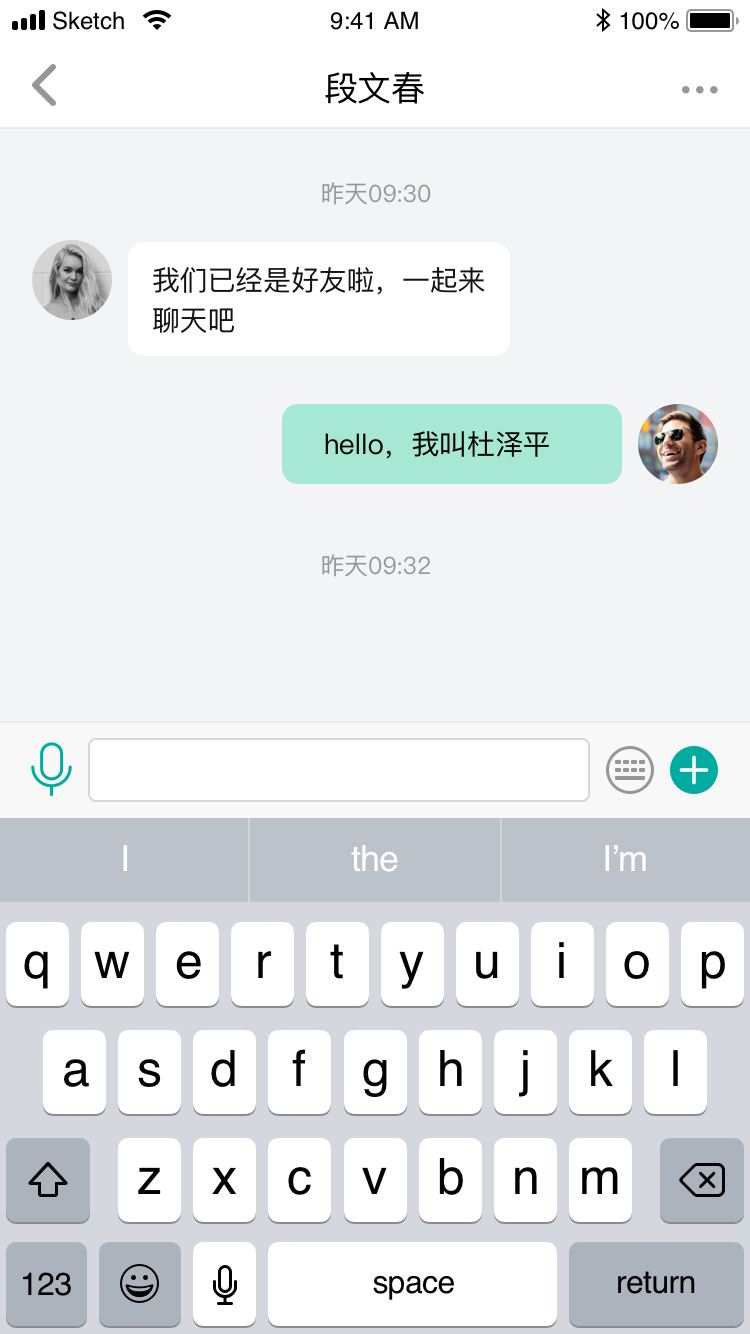 Sketch 9:41 AM 100%
段文春
昨天09:30
我们已经是好友啦，一起来
聊天吧
hello，我叫杜泽平
昨天09:32
I the I’m
q w e r t y u i o p
a s d f g h j k l
z x c v b n m
123 space return